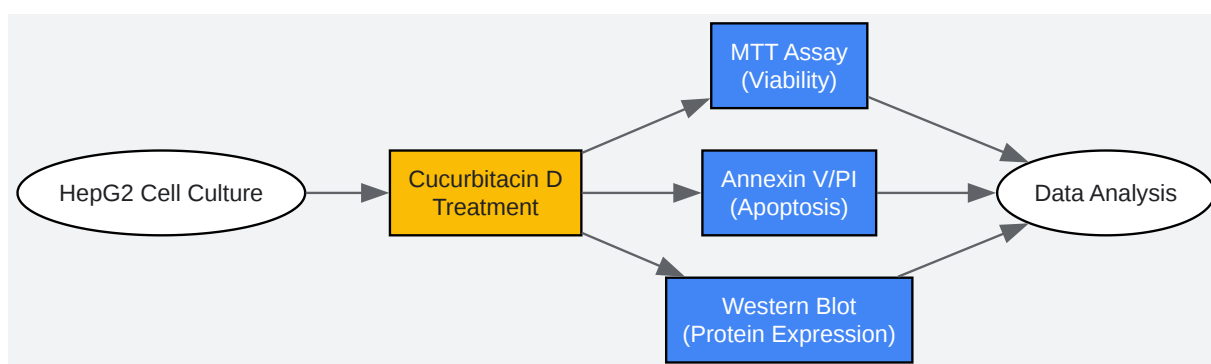 HepG2 Cell Culture
Cucurbitacin D
Treatment
MTT Assay
(Viability)
Annexin V/PI
(Apoptosis)
Western Blot
(Protein Expression)
Data Analysis